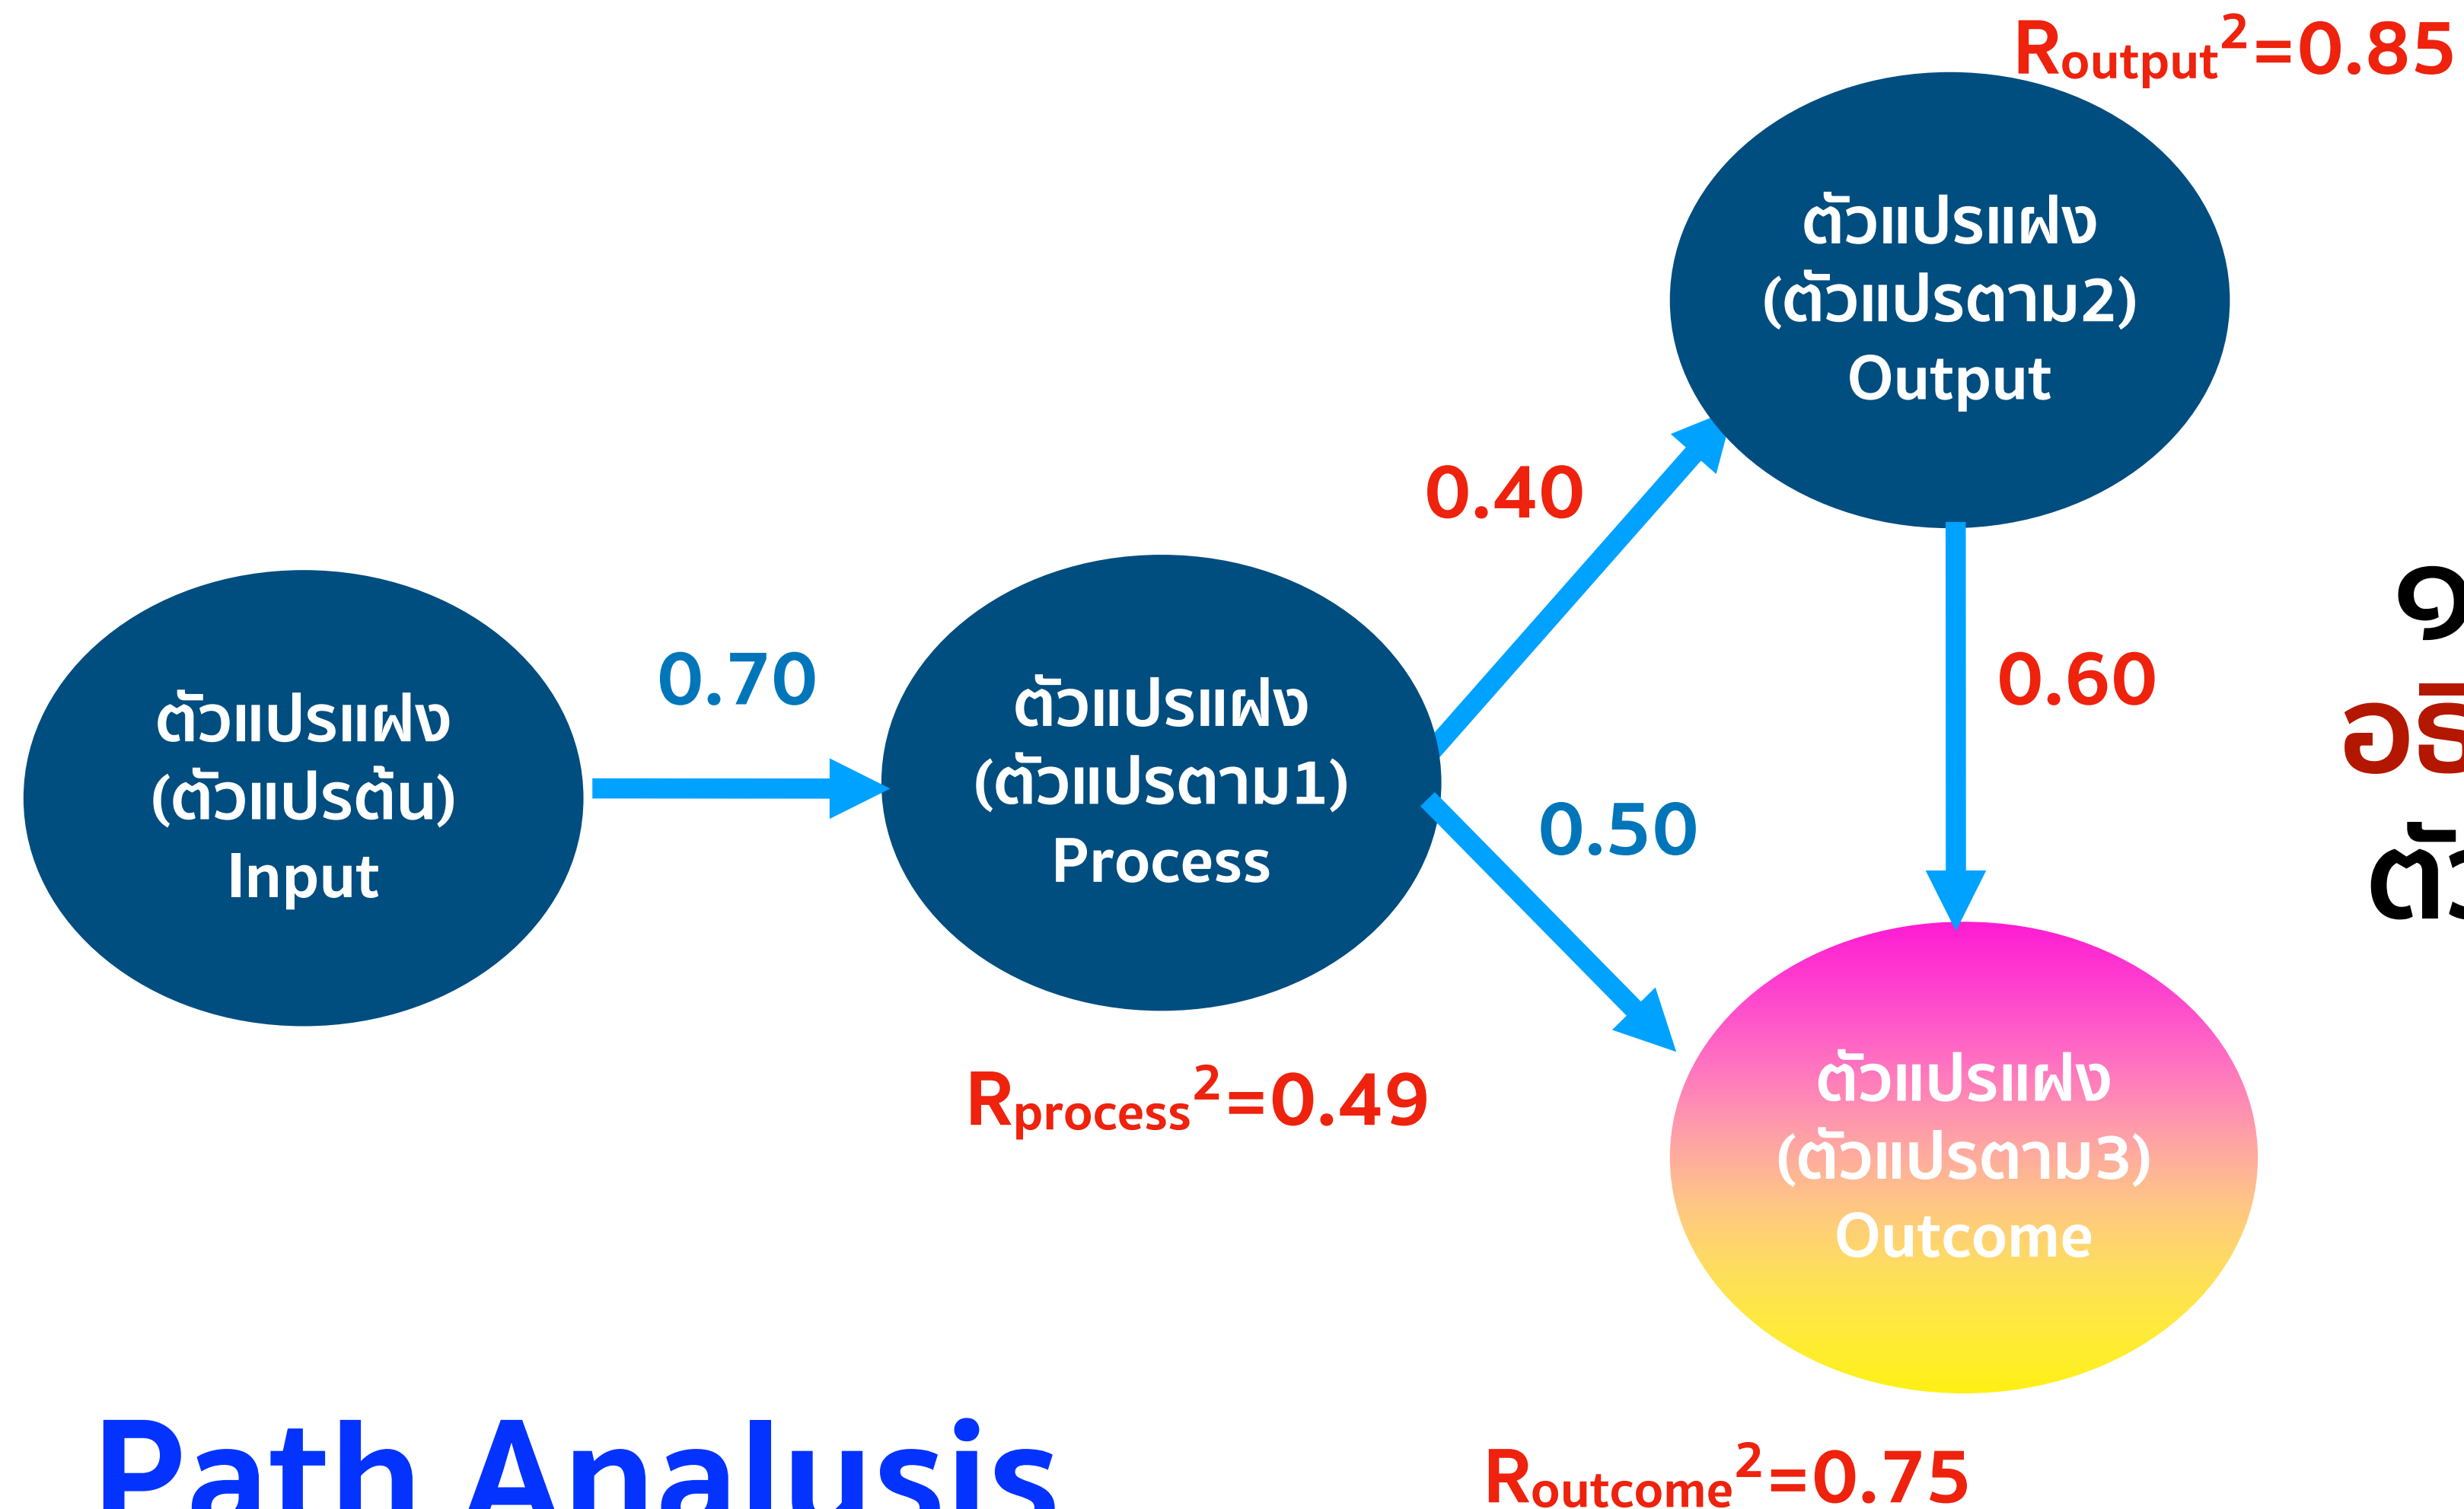 Routput²=0.85
ตัวแปรแฝง
(ตัวแปรตาม2)
Output
0.40
0.70
0.60
ตัวแปรแฝง
(ตัวแปรต้น)
Input
ตัวแปรแฝง
(ตัวแปรตาม1)
Process
0.50
Rprocess²=0.49
ตัวแปรแฝง
(ตัวแปรตาม3)
Outcome
Path Analysis
Routcome²=0.75